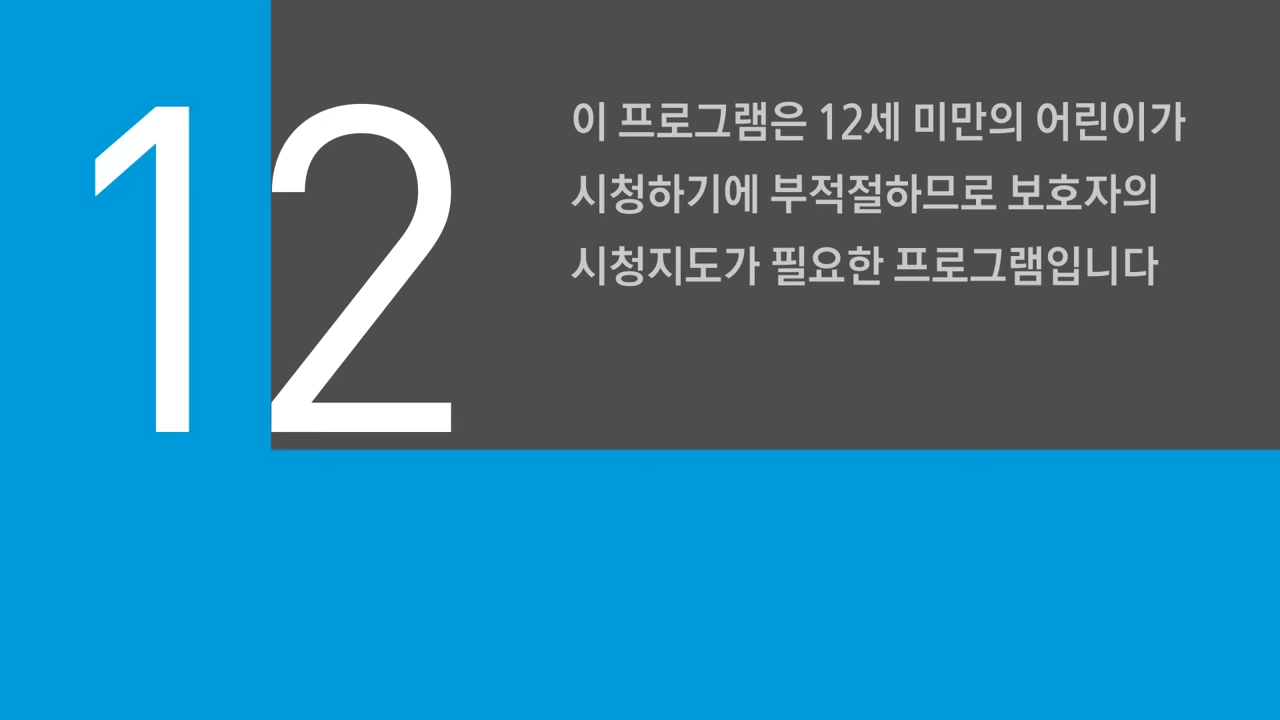 12
이 프로그램은 12세 미만의 어린이가
시청하기에 부적절하므로 보호자의
시청지도가 필요한 프로그램입니다